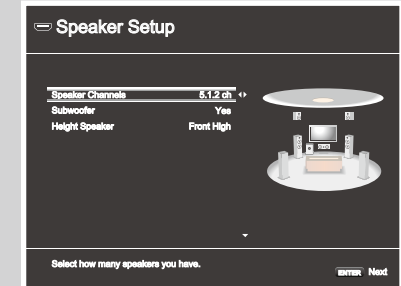 Speaker Setup
Speaker Channels 5.1.2 ch
Subwoofer Yes
Height Speaker Front High
Select how many speakers you have.
ENTER Next